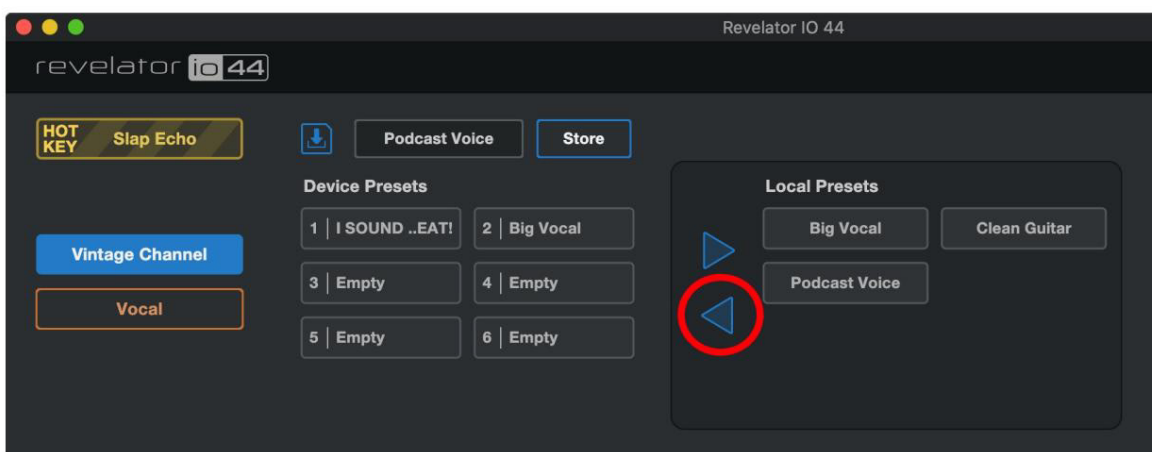 Revelator IO 44
revelator io 44
HOT KEY Slap Echo
Podcast Voice
Store
Device Presets
Local Presets
1 | I SOUND ..EAT!
2 | Big Vocal
Big Vocal
Clean Guitar
Vintage Channel
3 | Empty
4 | Empty
Podcast Voice
Vocal
5 | Empty
6 | Empty